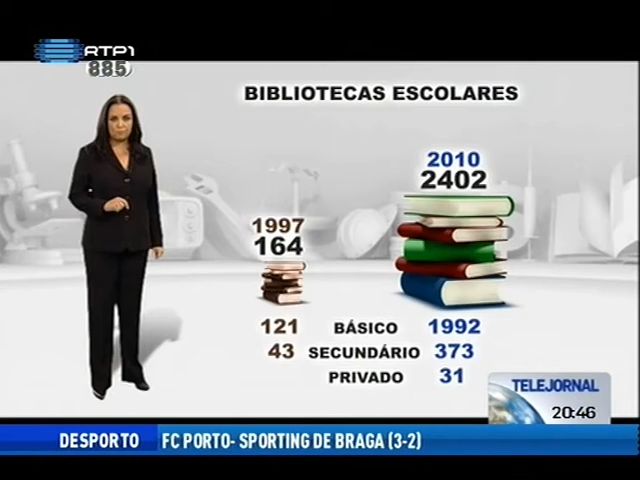 RTP1
885
BIBLIOTECAS ESCOLARES
2010
2402
1997
164
121 BÁSICO 1992
43 SECUNDÁRIO 373
PRIVADO 31
TELEJORNAL
20:46
DESPORTO FC PORTO- SPORTING DE BRAGA (3-2)